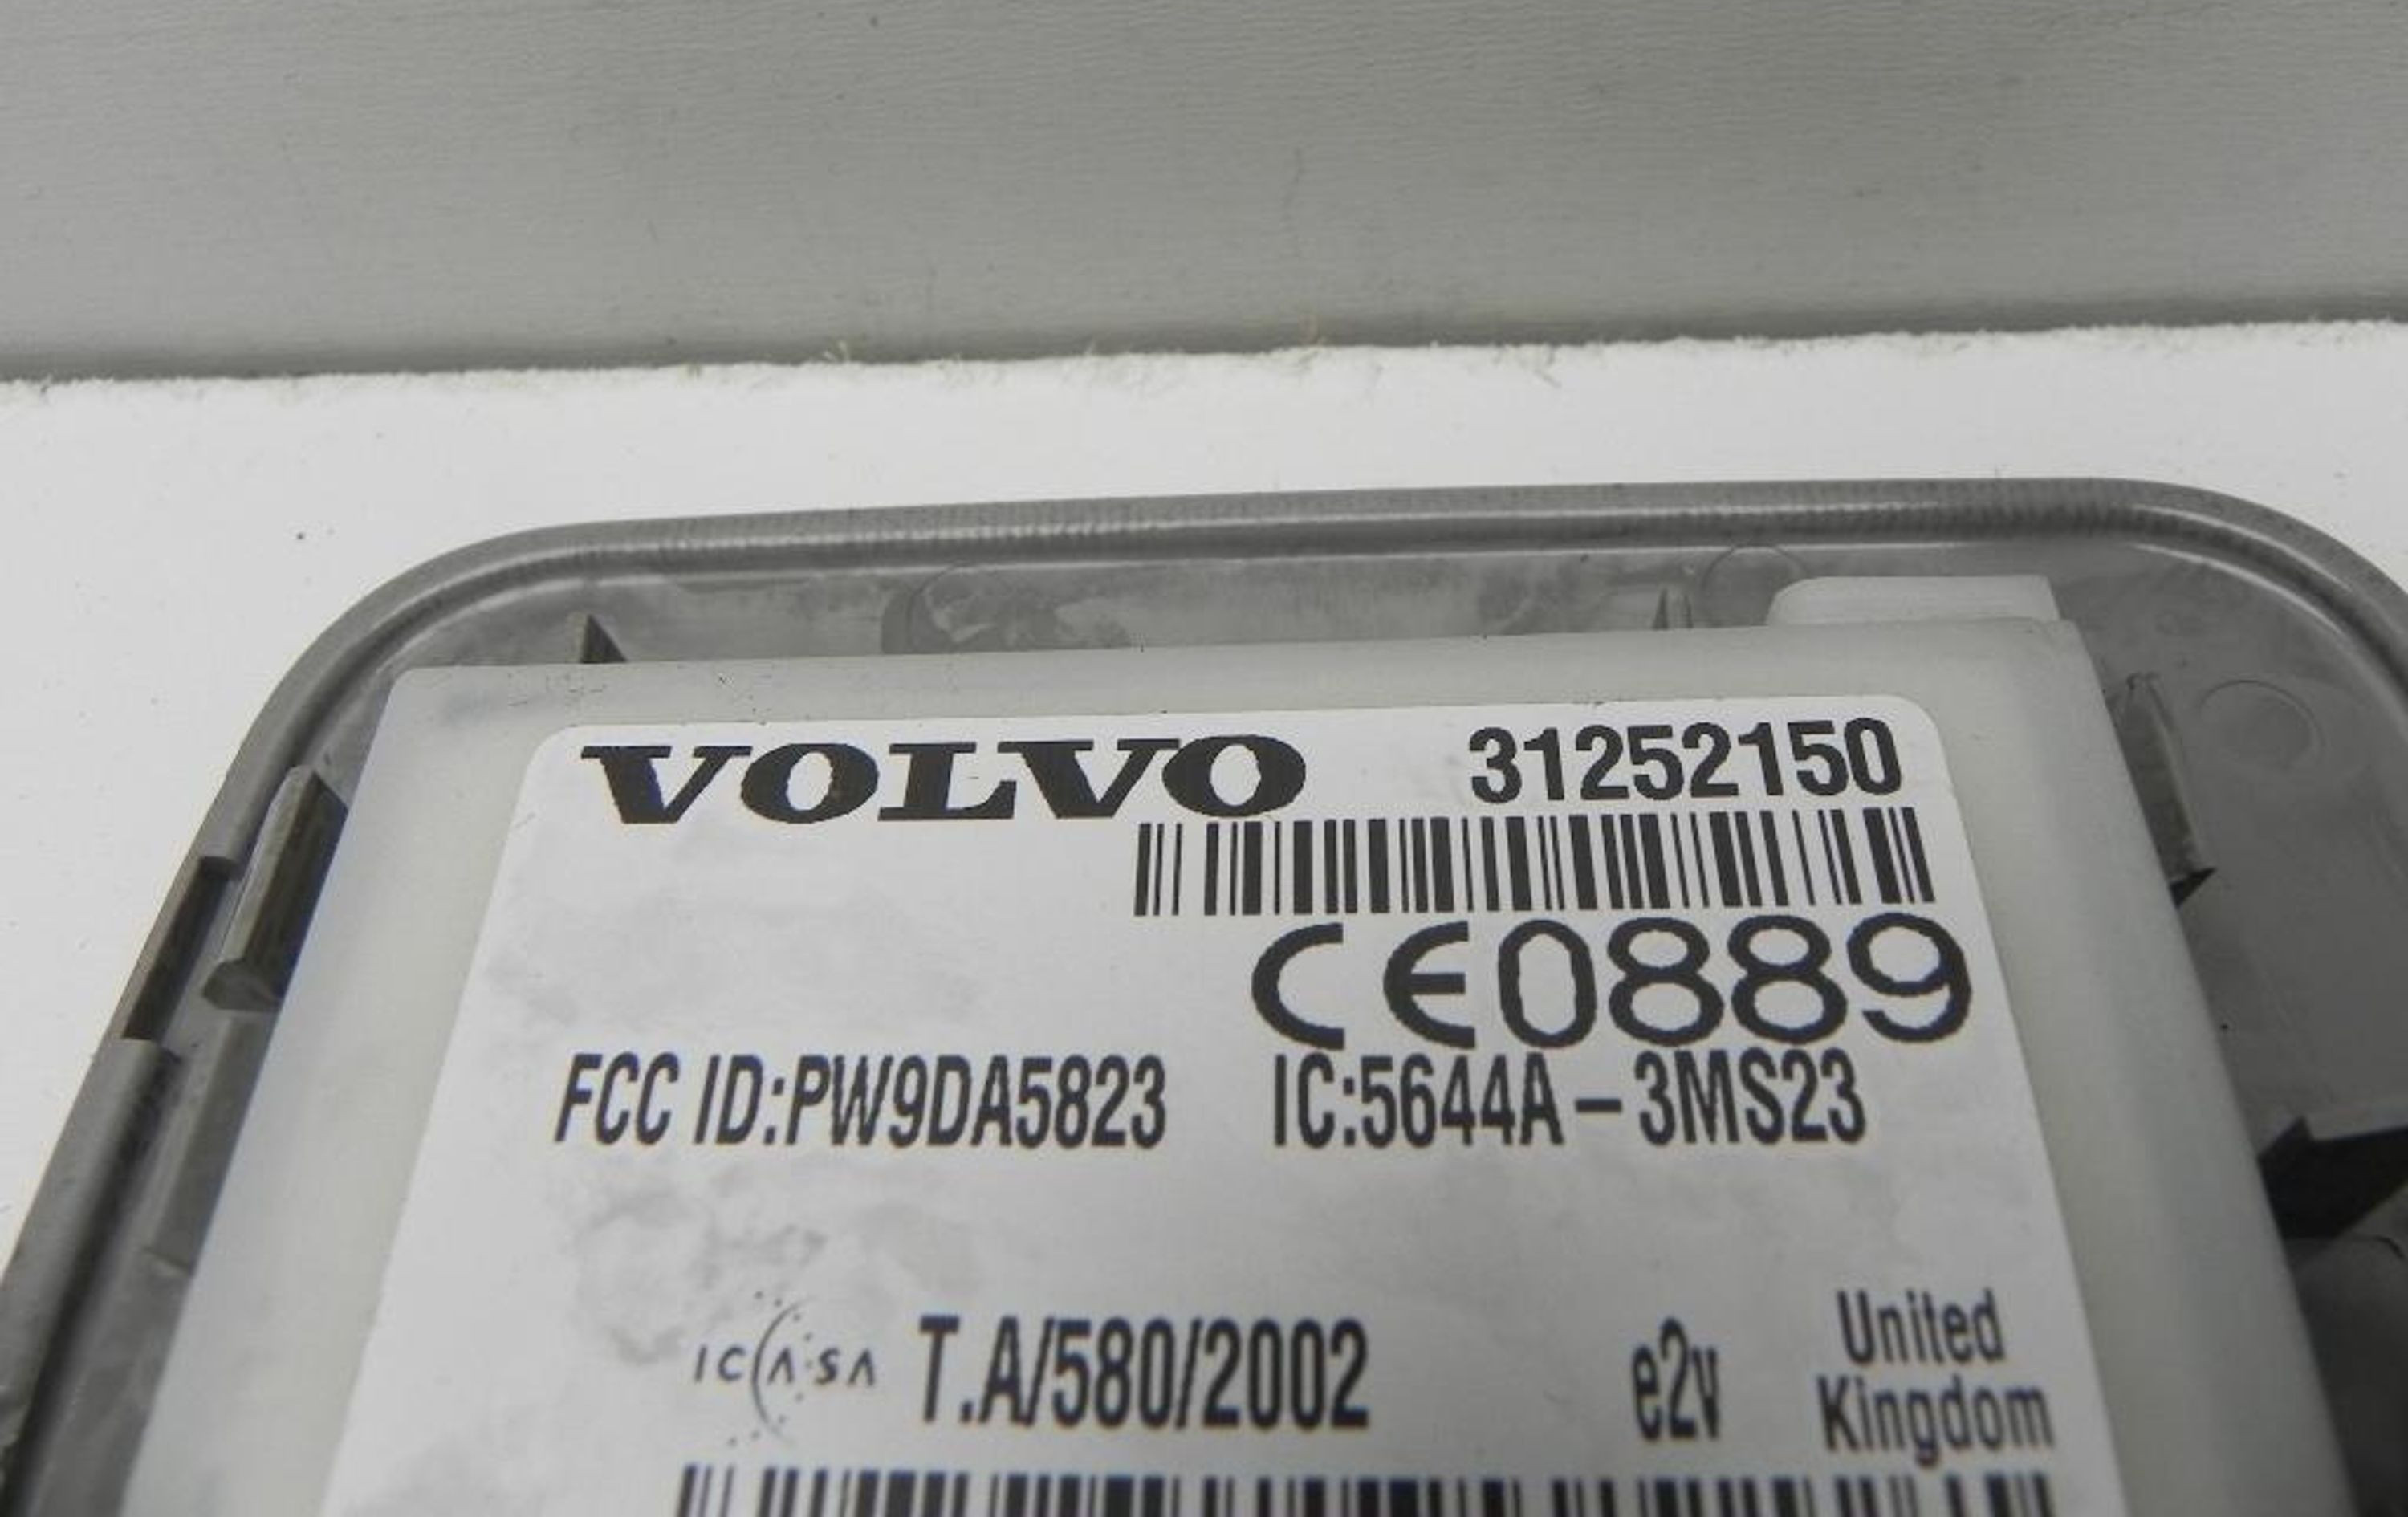 VOLVO 31252150
CE0889
FCC ID:PW9DA5823 IC:5644A-3MS23
ICASA T.A/580/2002 e2v United
Kingdom